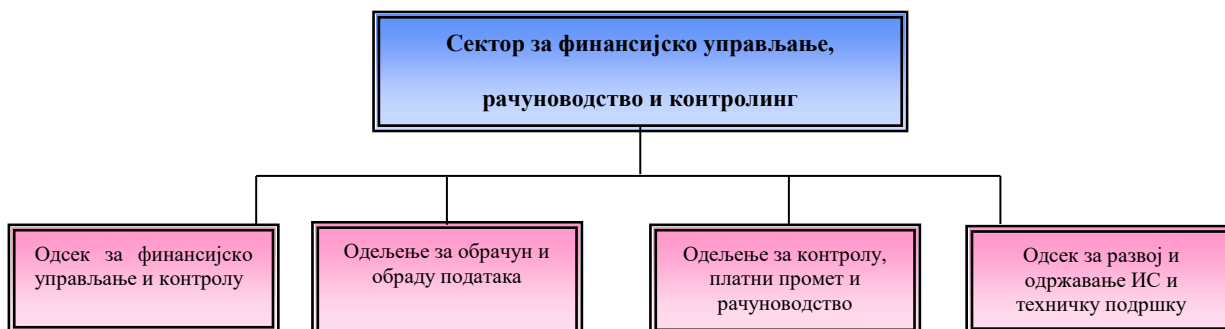 Сектор за финансијско управљање,
рачуноводство и контролинг
Одсек за финансијско
управљање и контролу
Одељење за обрачун и
обраду података
Одељење за контролу,
платни промет и
рачуноводство
Одсек за развој и
одржавање ИС и
техничку подршку